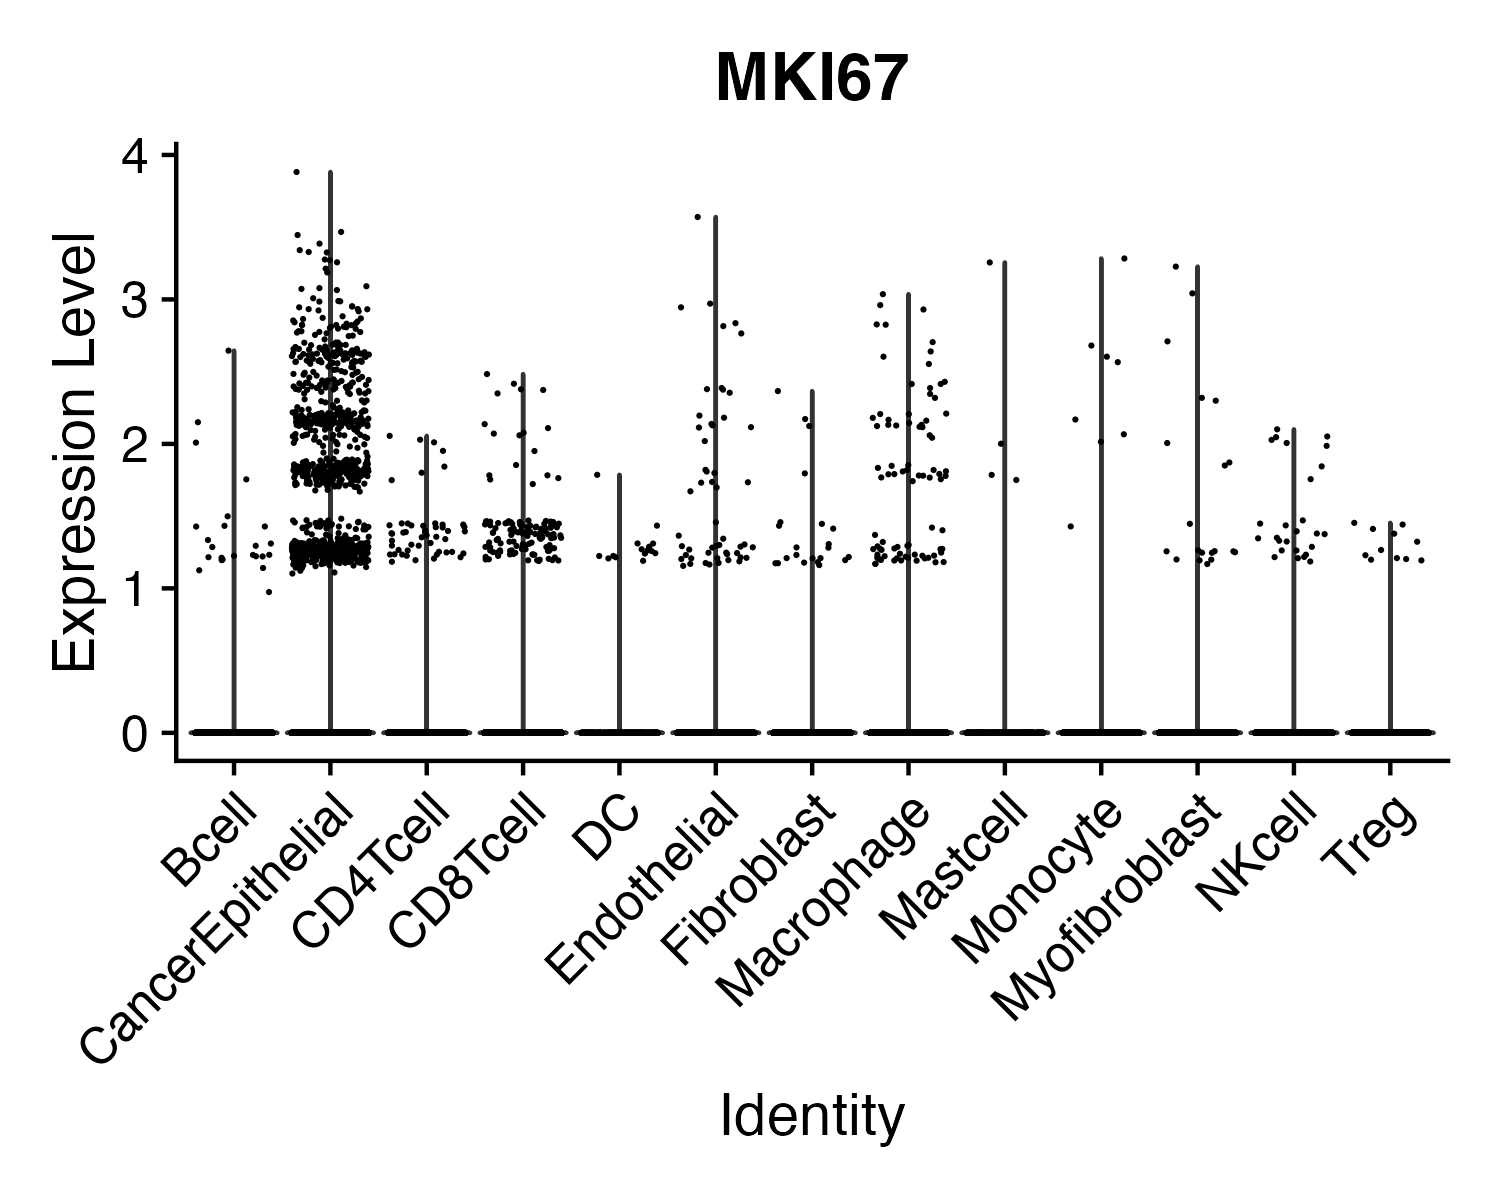 MKI67
Expression Level
4
3
2
1
0
Bcell
CancerEpithelial
CD4Tcell
CD8Tcell
DC
Endothelial
Fibroblast
Macrophage
Mastcell
Monocyte
Myofibroblast
NKcell
Treg
Identity